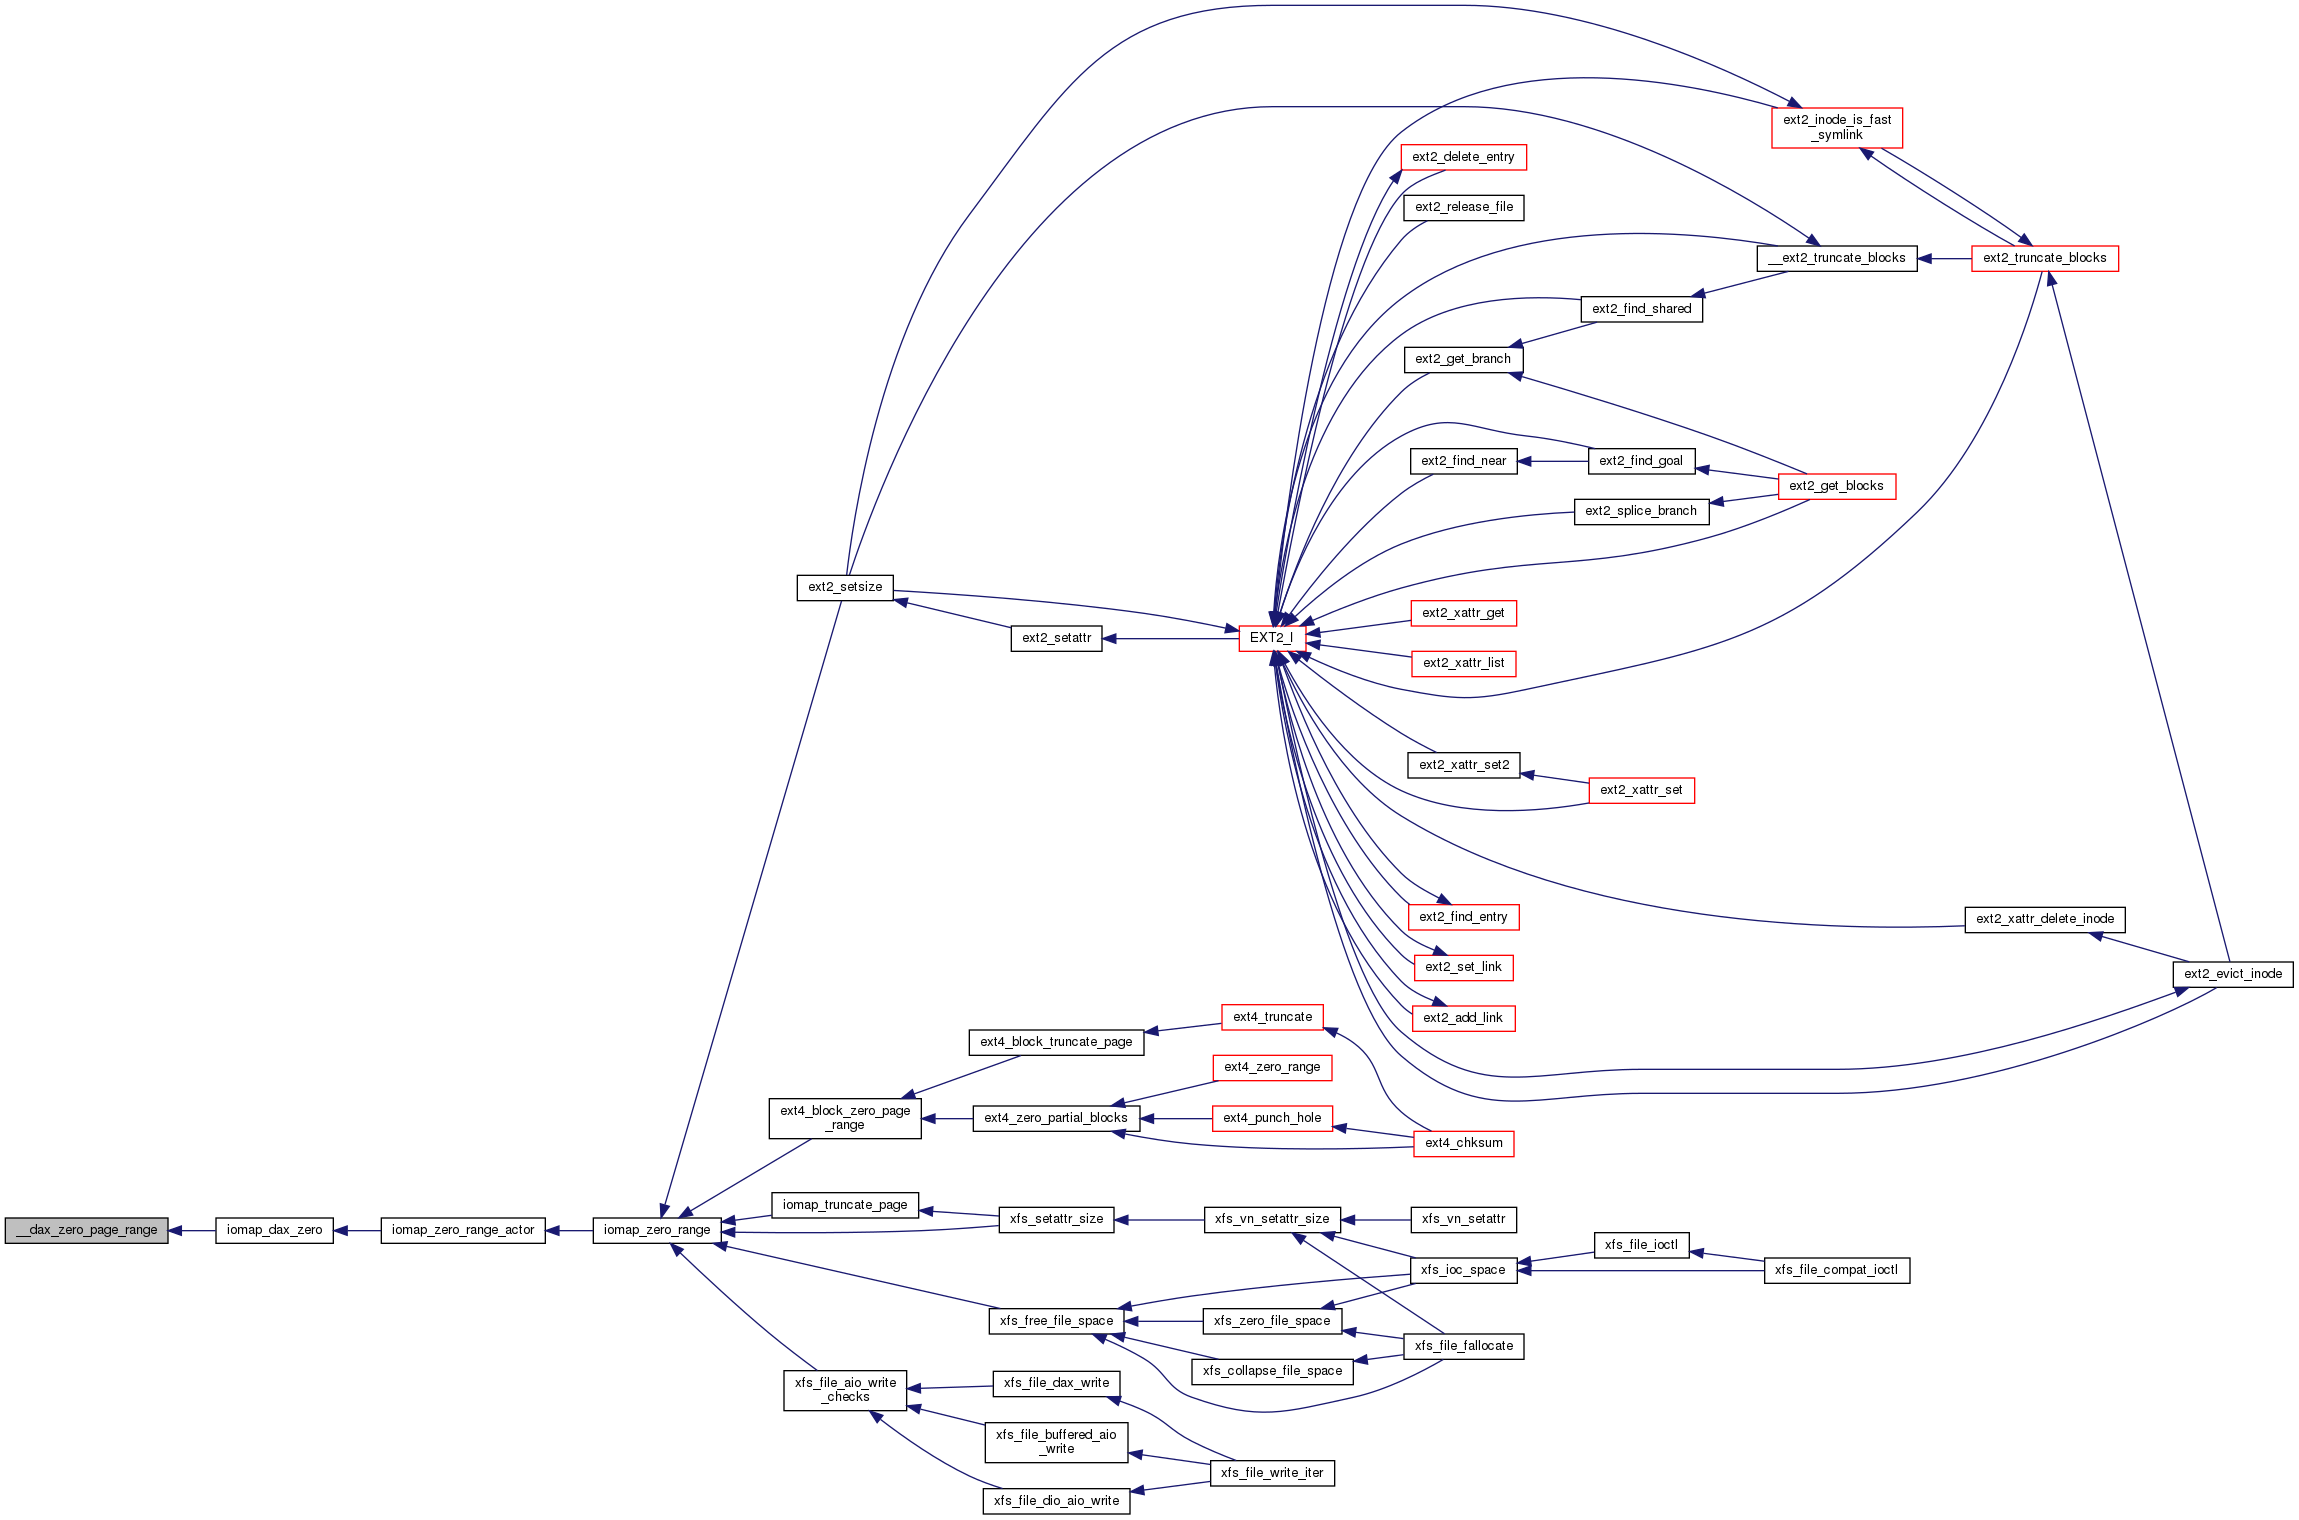 ext2_inode_is_fast
_symlink
ext2_delete_entry
ext2_release_file
__ext2_truncate_blocks
ext2_truncate_blocks
ext2_find_shared
ext2_get_branch
ext2_find_near
ext2_find_goal
ext2_get_blocks
ext2_splice_branch
ext2_setsize
ext2_setattr
EXT2_I
ext2_xattr_get
ext2_xattr_list
ext2_xattr_set2
ext2_xattr_set
ext2_find_entry
ext2_xattr_delete_inode
ext2_set_link
ext2_evict_inode
ext2_add_link
ext4_truncate
ext4_block_truncate_page
ext4_zero_range
ext4_block_zero_page
_range
ext4_zero_partial_blocks
ext4_punch_hole
ext4_chksum
__dax_zero_page_range
iomap_dax_zero
iomap_zero_range_actor
iomap_zero_range
iomap_truncate_page
xfs_setattr_size
xfs_vn_setattr_size
xfs_vn_setattr
xfs_file_ioctl
xfs_ioc_space
xfs_file_compat_ioctl
xfs_free_file_space
xfs_zero_file_space
xfs_file_fallocate
xfs_collapse_file_space
xfs_file_aio_write
_checks
xfs_file_dax_write
xfs_file_buffered_aio
_write
xfs_file_write_iter
xfs_file_dio_aio_write